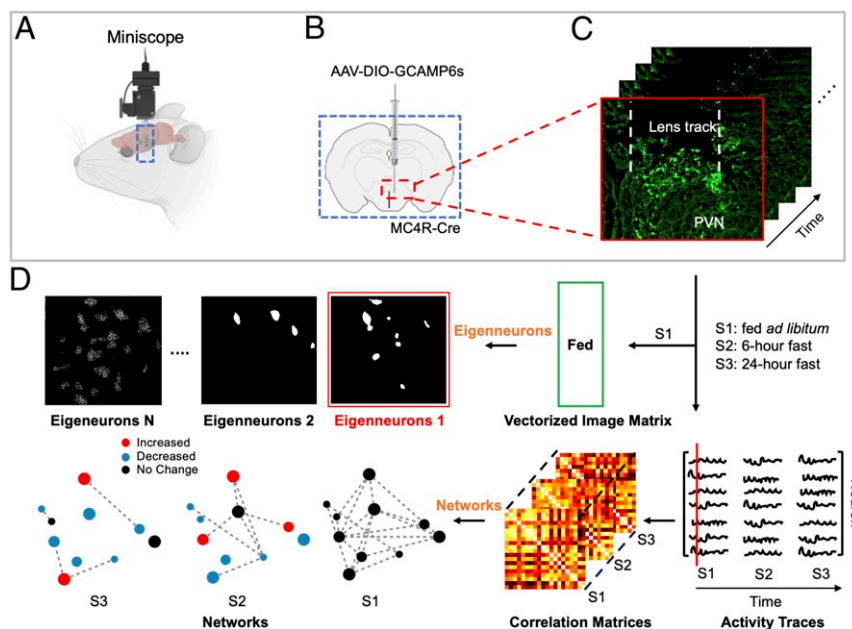 A
Miniscope
B
AAV-DIO-GCAMP6s
MC4R-Cre
C
Lens track
PVN
Time
D
Eigenneurons
Fed
S1
S1: fed ad libitum
S2: 6-hour fast
S3: 24-hour fast
....
Eigeneurons N
Eigenneurons 2
Eigenneurons 1
Vectorized Image Matrix
Increased
Decreased
No Change
Networks
S3
S2
S1
S1
S2
S3
S3
S2
S1
Time
Networks
Correlation Matrices
Activity Traces